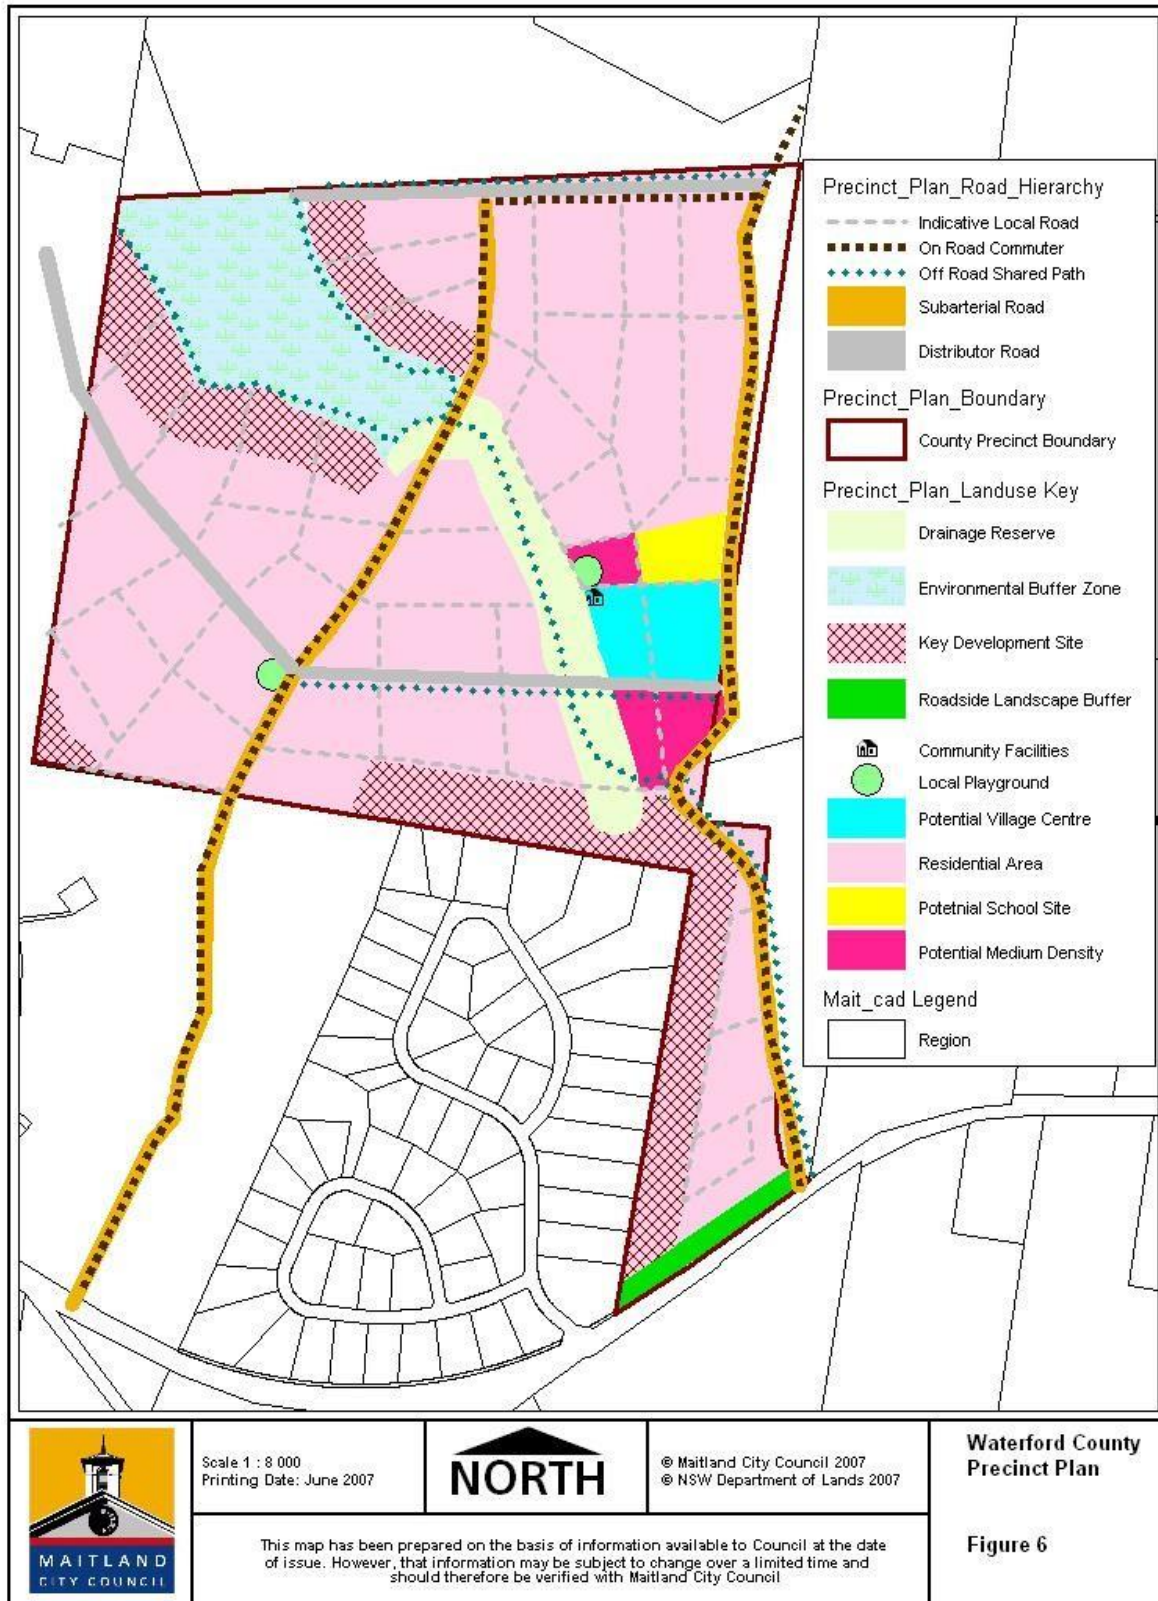 Precinct_Plan_Road_Hierarchy
Indicative Local Road
On Road Commuter
Off Road Shared Path
Subarterial Road
Distributor Road
Precinct_Plan_Boundary
County Precinct Boundary
Precinct_Plan_Landuse Key
Drainage Reserve
Environmental Buffer Zone
Key Development Site
Roadside Landscape Buffer
Community Facilities
Local Playground
Potential Village Centre
Residential Area
Potetnial School Site
Potential Medium Density
Mait_cad Legend
Region
MAITLAND
CITY COUNCIL
Scale 1 : 8 000
Printing Date: June 2007
NORTH
© Maitland City Council 2007
© NSW Department of Lands 2007
This map has been prepared on the basis of information available to Council at the date
of issue. However, that information may be subject to change over a limited time and
should therefore be verified with Maitland City Council
Waterford County
Precinct Plan
Figure 6